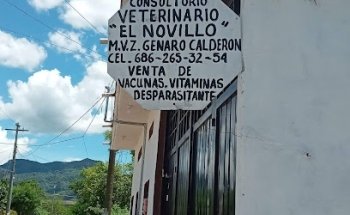 CONSULTORIO
VETERINARIO
"EL NOVILLO"
M.V.Z. GENARO CALDERON
CEL. 686-265-32-54
VENTA DE
VACUNAS. VITAMINAS
DESPARASITANTE